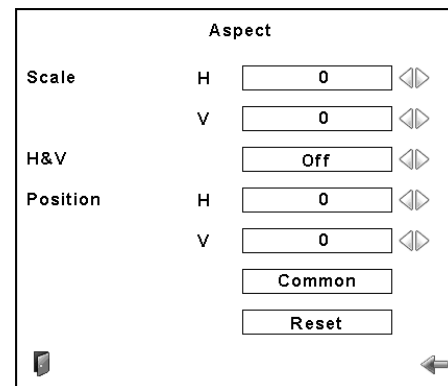 Aspect
Scale H 0
V 0
H&V Off
Position H 0
V 0
Common
Reset